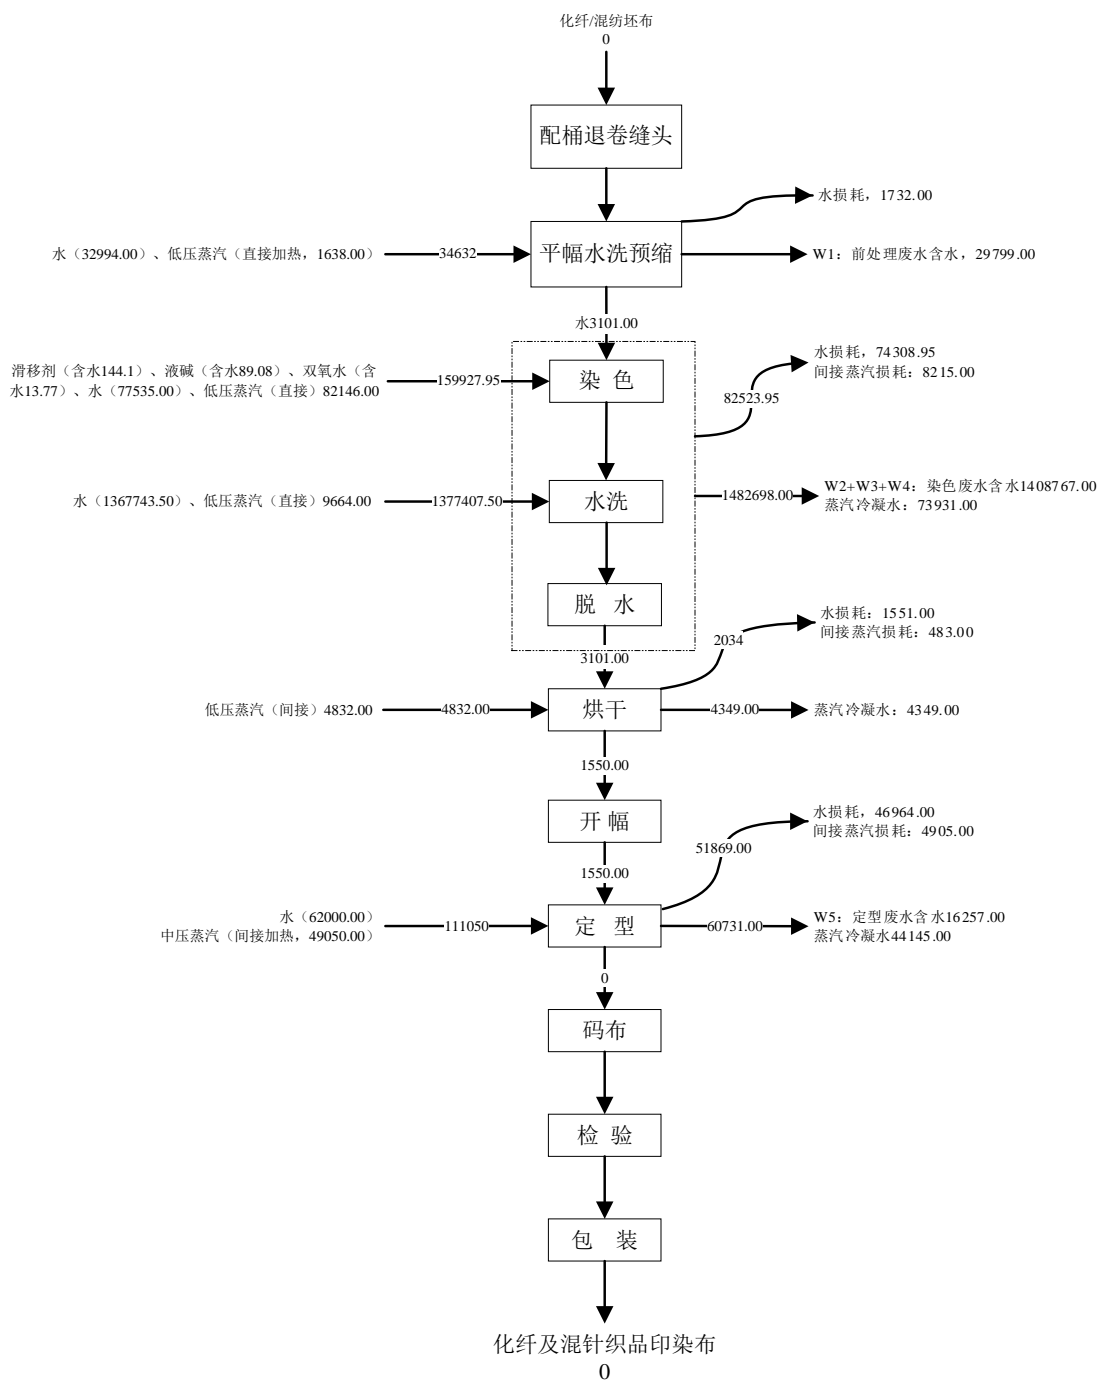 化纤/混纺坯布
0
配桶退卷缝头
水损耗，1732.00
水（32994.00）、低压蒸汽（直接加热，1638.00）
34632
平幅水洗预缩
W1：前处理废水含水，29799.00
水3101.00
滑移剂（含水144.1）、液碱（含水89.08）、双氧水（含
水13.77）、水（77535.00）、低压蒸汽（直接）82146.00
159927.95
染 色
水损耗，74308.95
间接蒸汽损耗：8215.00
82523.95
水（1367743.50）、低压蒸汽（直接）9664.00
1377407.50
水洗
1482698.00
W2+W3+W4：染色废水含水1408767.00
蒸汽冷凝水：73931.00
脱 水
水损耗：1551.00
间接蒸汽损耗：483.00
2034
3101.00
低压蒸汽（间接）4832.00
4832.00
烘干
4349.00
蒸汽冷凝水：4349.00
1550.00
开 幅
水损耗，46964.00
间接蒸汽损耗：4905.00
51869.00
1550.00
水（62000.00）
中压蒸汽（间接加热，49050.00）
111050
定 型
60731.00
W5：定型废水含水16257.00
蒸汽冷凝水44145.00
0
码布
检 验
包 装
化纤及混针织品印染布
0